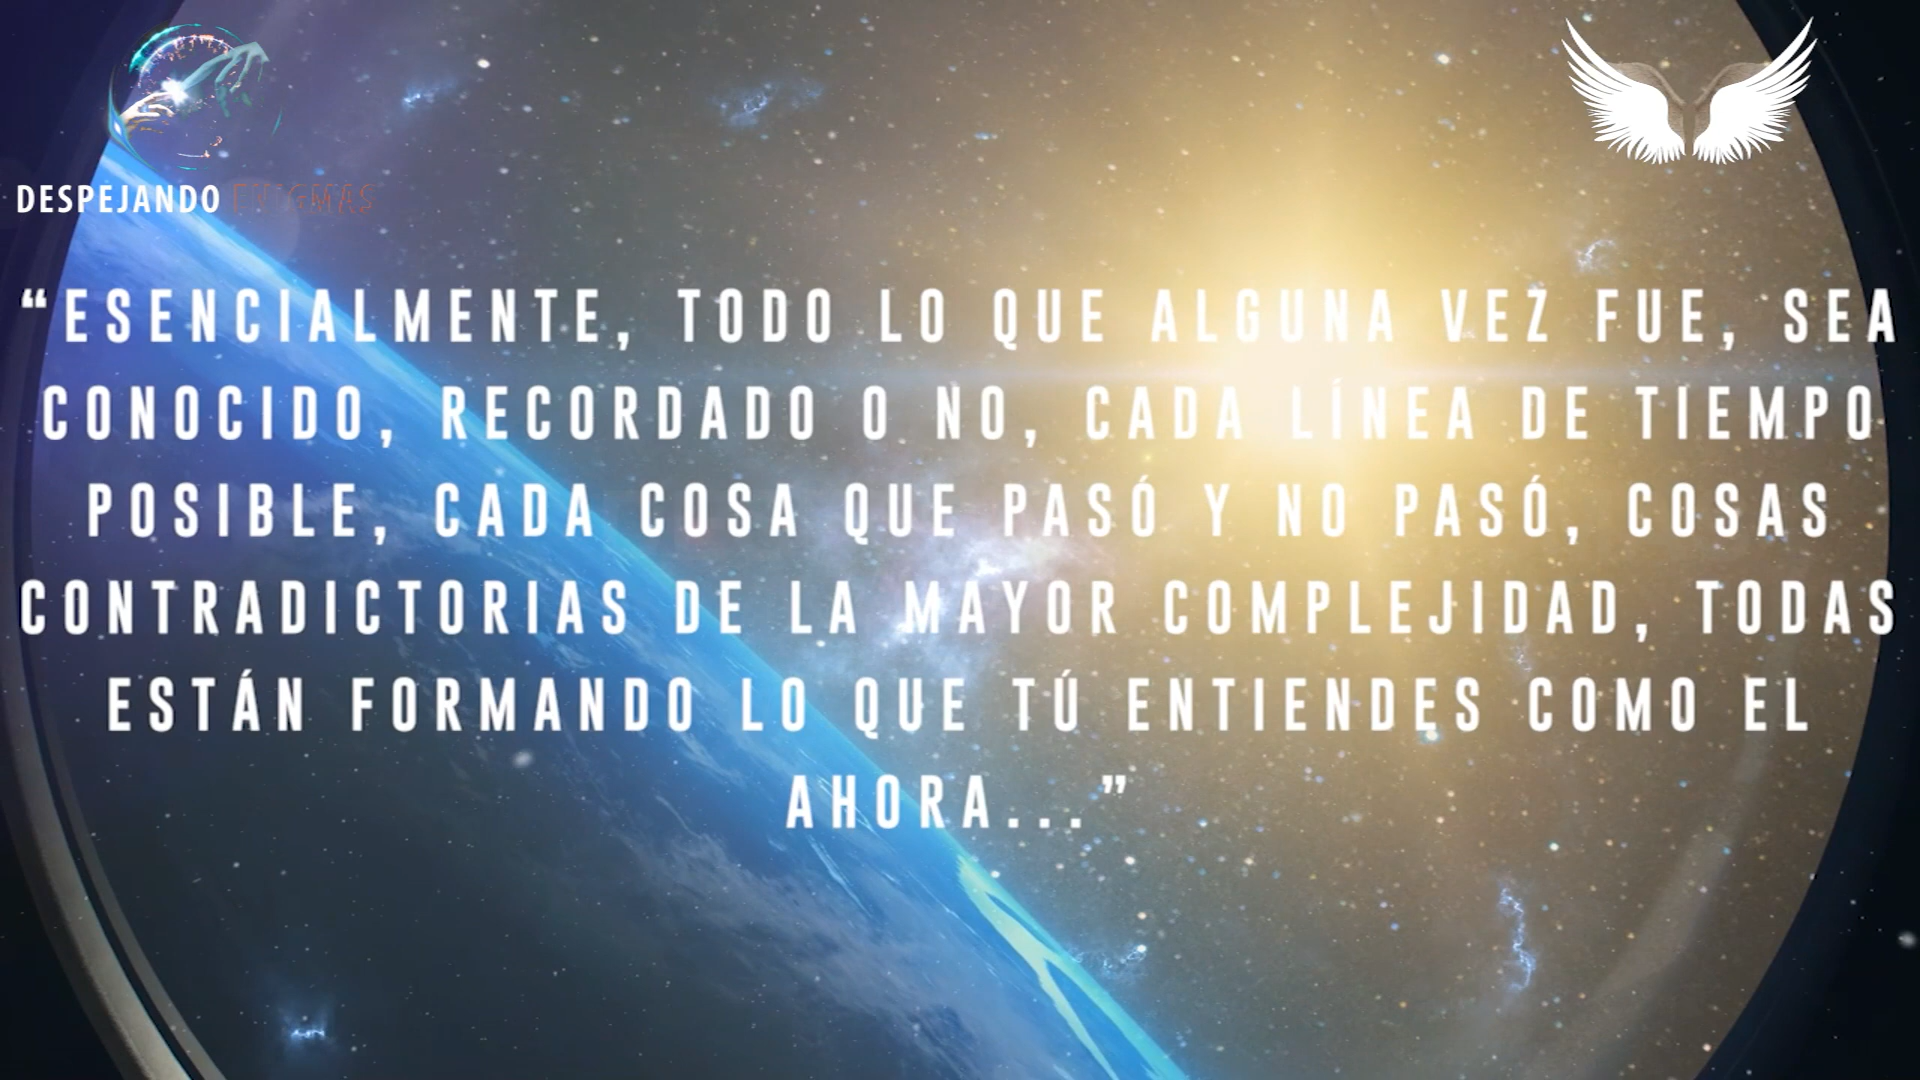 DESPEJANDO ENIGMAS
“ESENCIALMENTE, TODO LO QUE ALGUNA VEZ FUE, SEA
CONOCIDO, RECORDADO O NO, CADA LÍNEA DE TIEMPO
POSIBLE, CADA COSA QUE PASÓ Y NO PASÓ, COSAS
CONTRADICTORIAS DE LA MAYOR COMPLEJIDAD, TODAS
ESTÁN FORMANDO LO QUE TÚ ENTIENDES COMO EL
AHORA...”